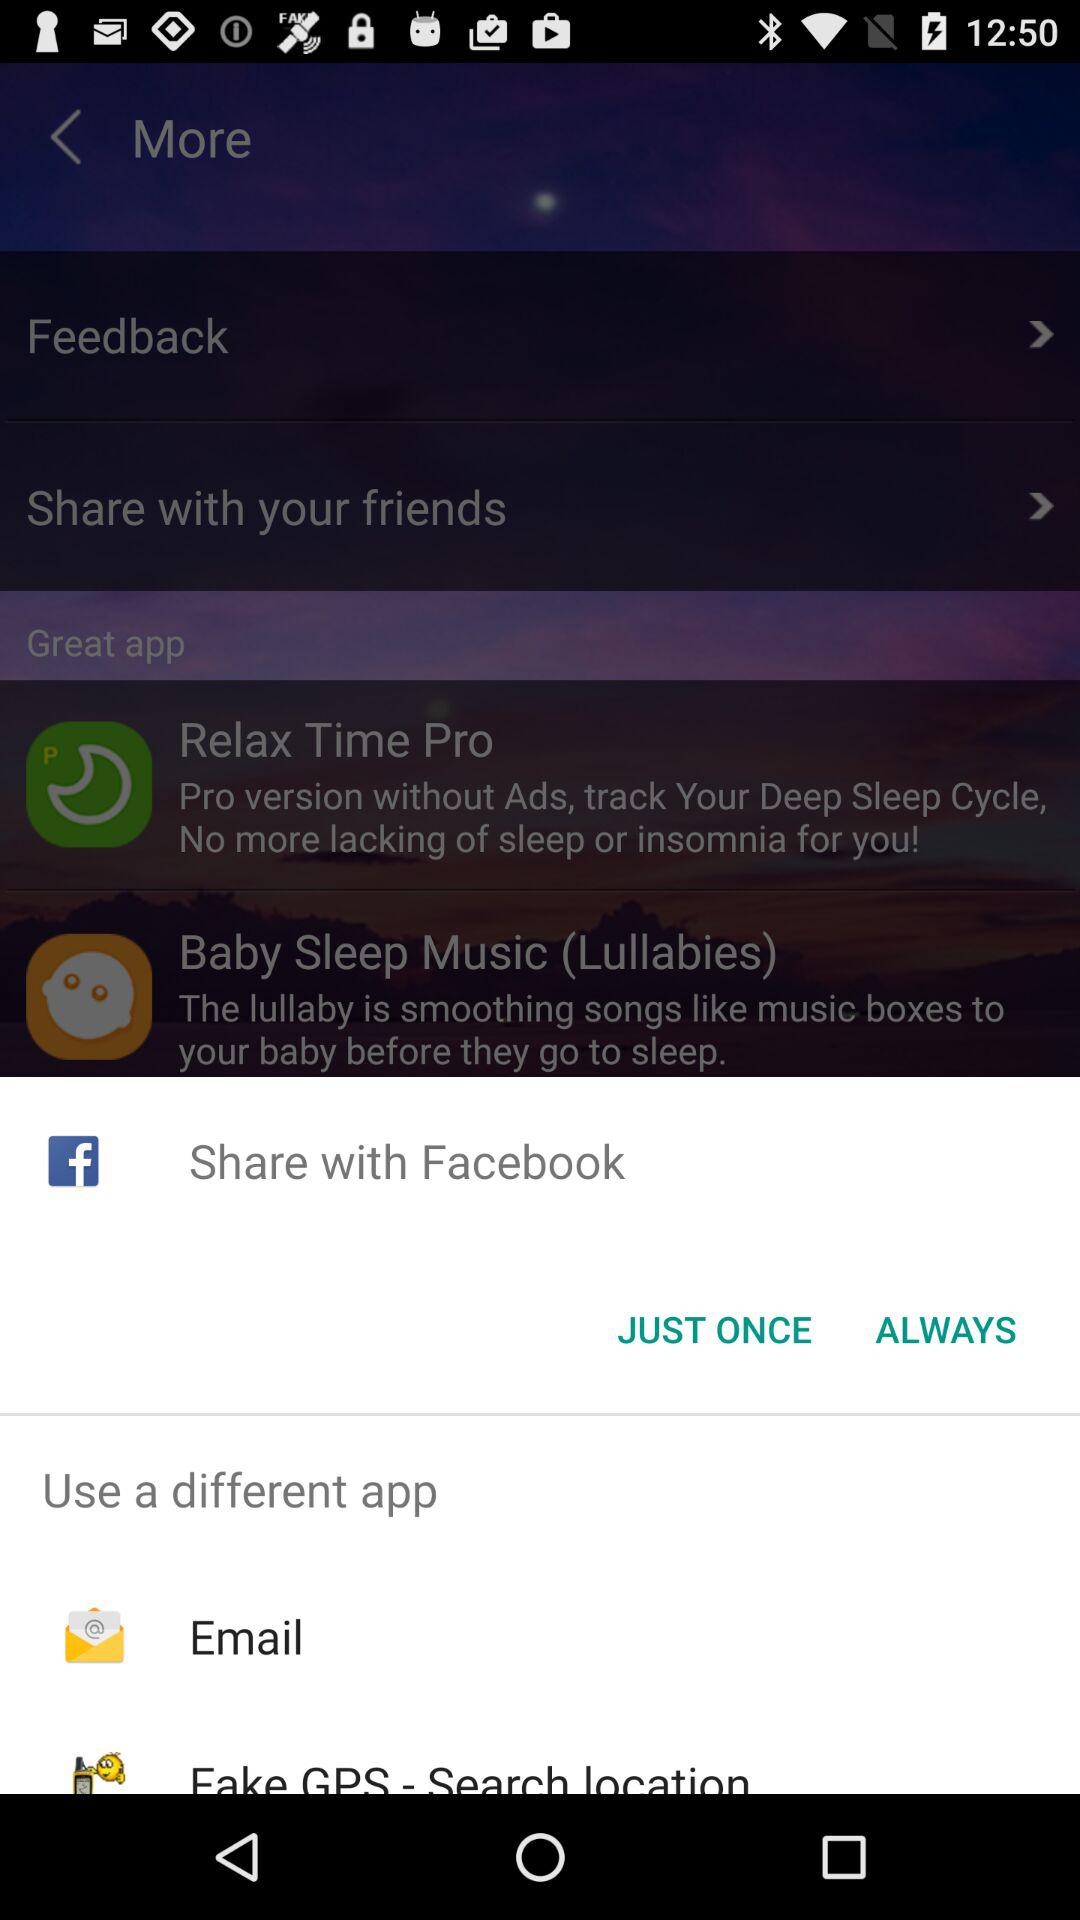 FAKE
12:50
More
Feedback
Share with your friends
Great app
P
Relax Time Pro
Pro version without Ads, track Your Deep Sleep Cycle,
No more lacking of sleep or insomnia for you!
Baby Sleep Music (Lullabies)
The lullaby is smoothing songs like music boxes to
your baby before they go to sleep.
Share with Facebook
JUST ONCE
ALWAYS
Use a different app
@
Email
Fake GPS - Search location